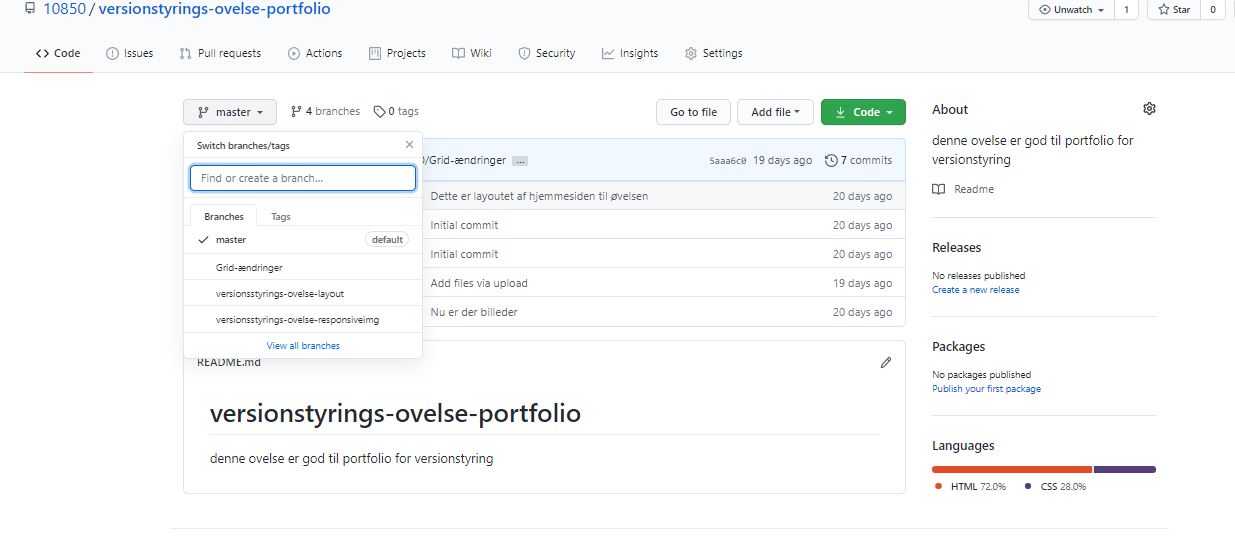 10850 / versionstyrings-ovelse-portfolio
Unwatch 1 Star 0
Code Issues Pull requests Actions Projects Wiki Security Insights Settings
master 4 branches 0 tags Go to file Add file Code
Switch branches/tags
Find or create a branch...
Branches Tags
master default
Grid-ændringer
versionsstyrings-ovelse-layout
versionsstyrings-ovelse-responsiveimg
View all branches
/Grid-ændringer ... 5aaa6c0 19 days ago 7 commits
Dette er layoutet af hjemmesiden til øvelsen 20 days ago
Initial commit 20 days ago
Initial commit 20 days ago
Add files via upload 19 days ago
Nu er der billeder 20 days ago
README.md
versionstyrings-ovelse-portfolio
denne ovelse er god til portfolio for versionstyring
About
denne ovelse er god til portfolio for
versionstyring
Readme
Releases
No releases published
Create a new release
Packages
No packages published
Publish your first package
Languages
HTML 72.0% CSS 28.0%